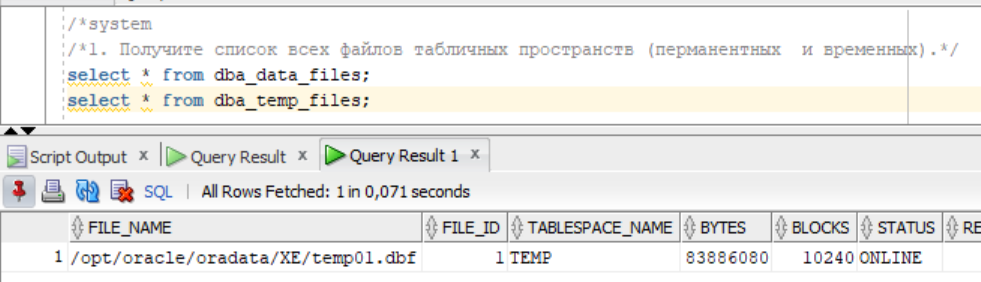 /*system
/*1. Получите список всех файлов табличных пространств (перманентных  и временных).*/
select * from dba_data_files;
select * from dba_temp_files;
Script Output x Query Result x Query Result 1 x
SQL | All Rows Fetched: 1 in 0,071 seconds
FILE_NAME FILE_ID TABLESPACE_NAME BYTES BLOCKS STATUS RE
1 /opt/oracle/oradata/XE/temp01.dbf 1 TEMP 83886080 10240 ONLINE